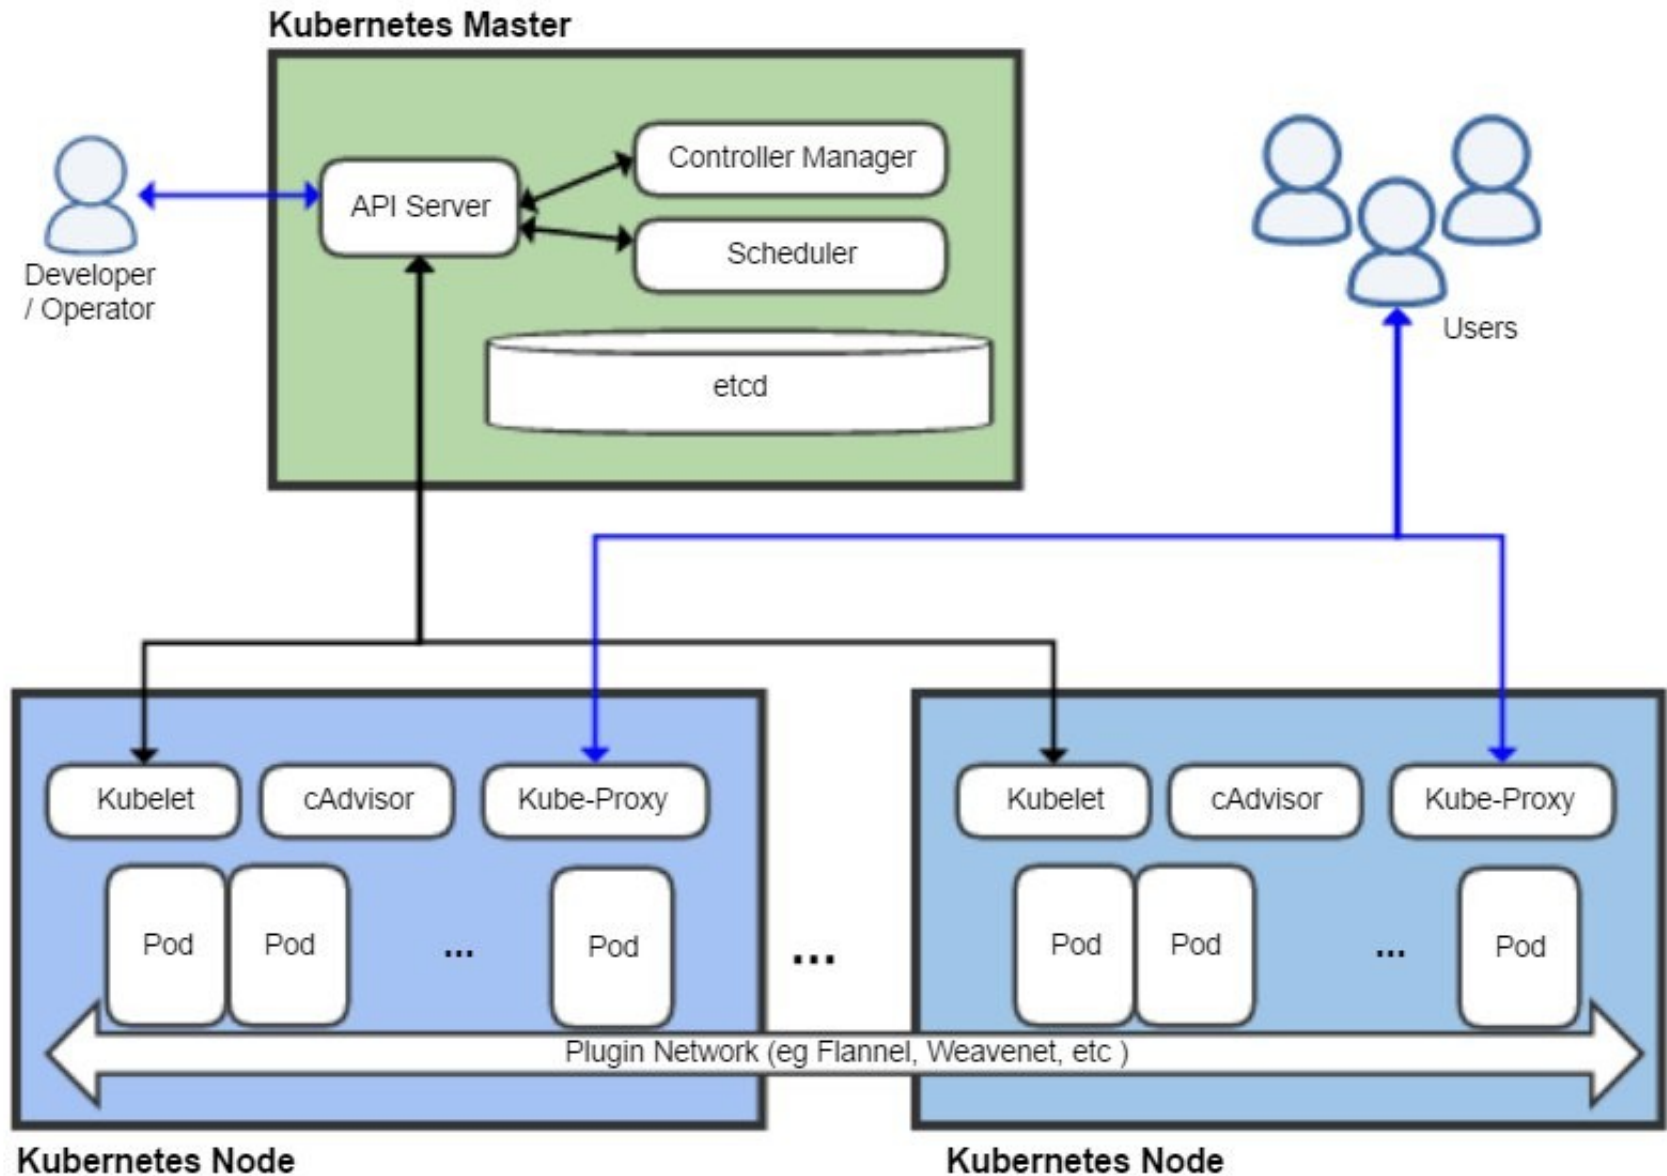 Kubernetes Master
Controller Manager
API Server
Scheduler
Developer
/ Operator
etcd
Users
Kubelet
cAdvisor
Kube-Proxy
Kubelet
cAdvisor
Kube-Proxy
Pod
Pod
...
Pod
...
Pod
Pod
...
Pod
Plugin Network (eg Flannel, Weavenet, etc )
Kubernetes Node
Kubernetes Node